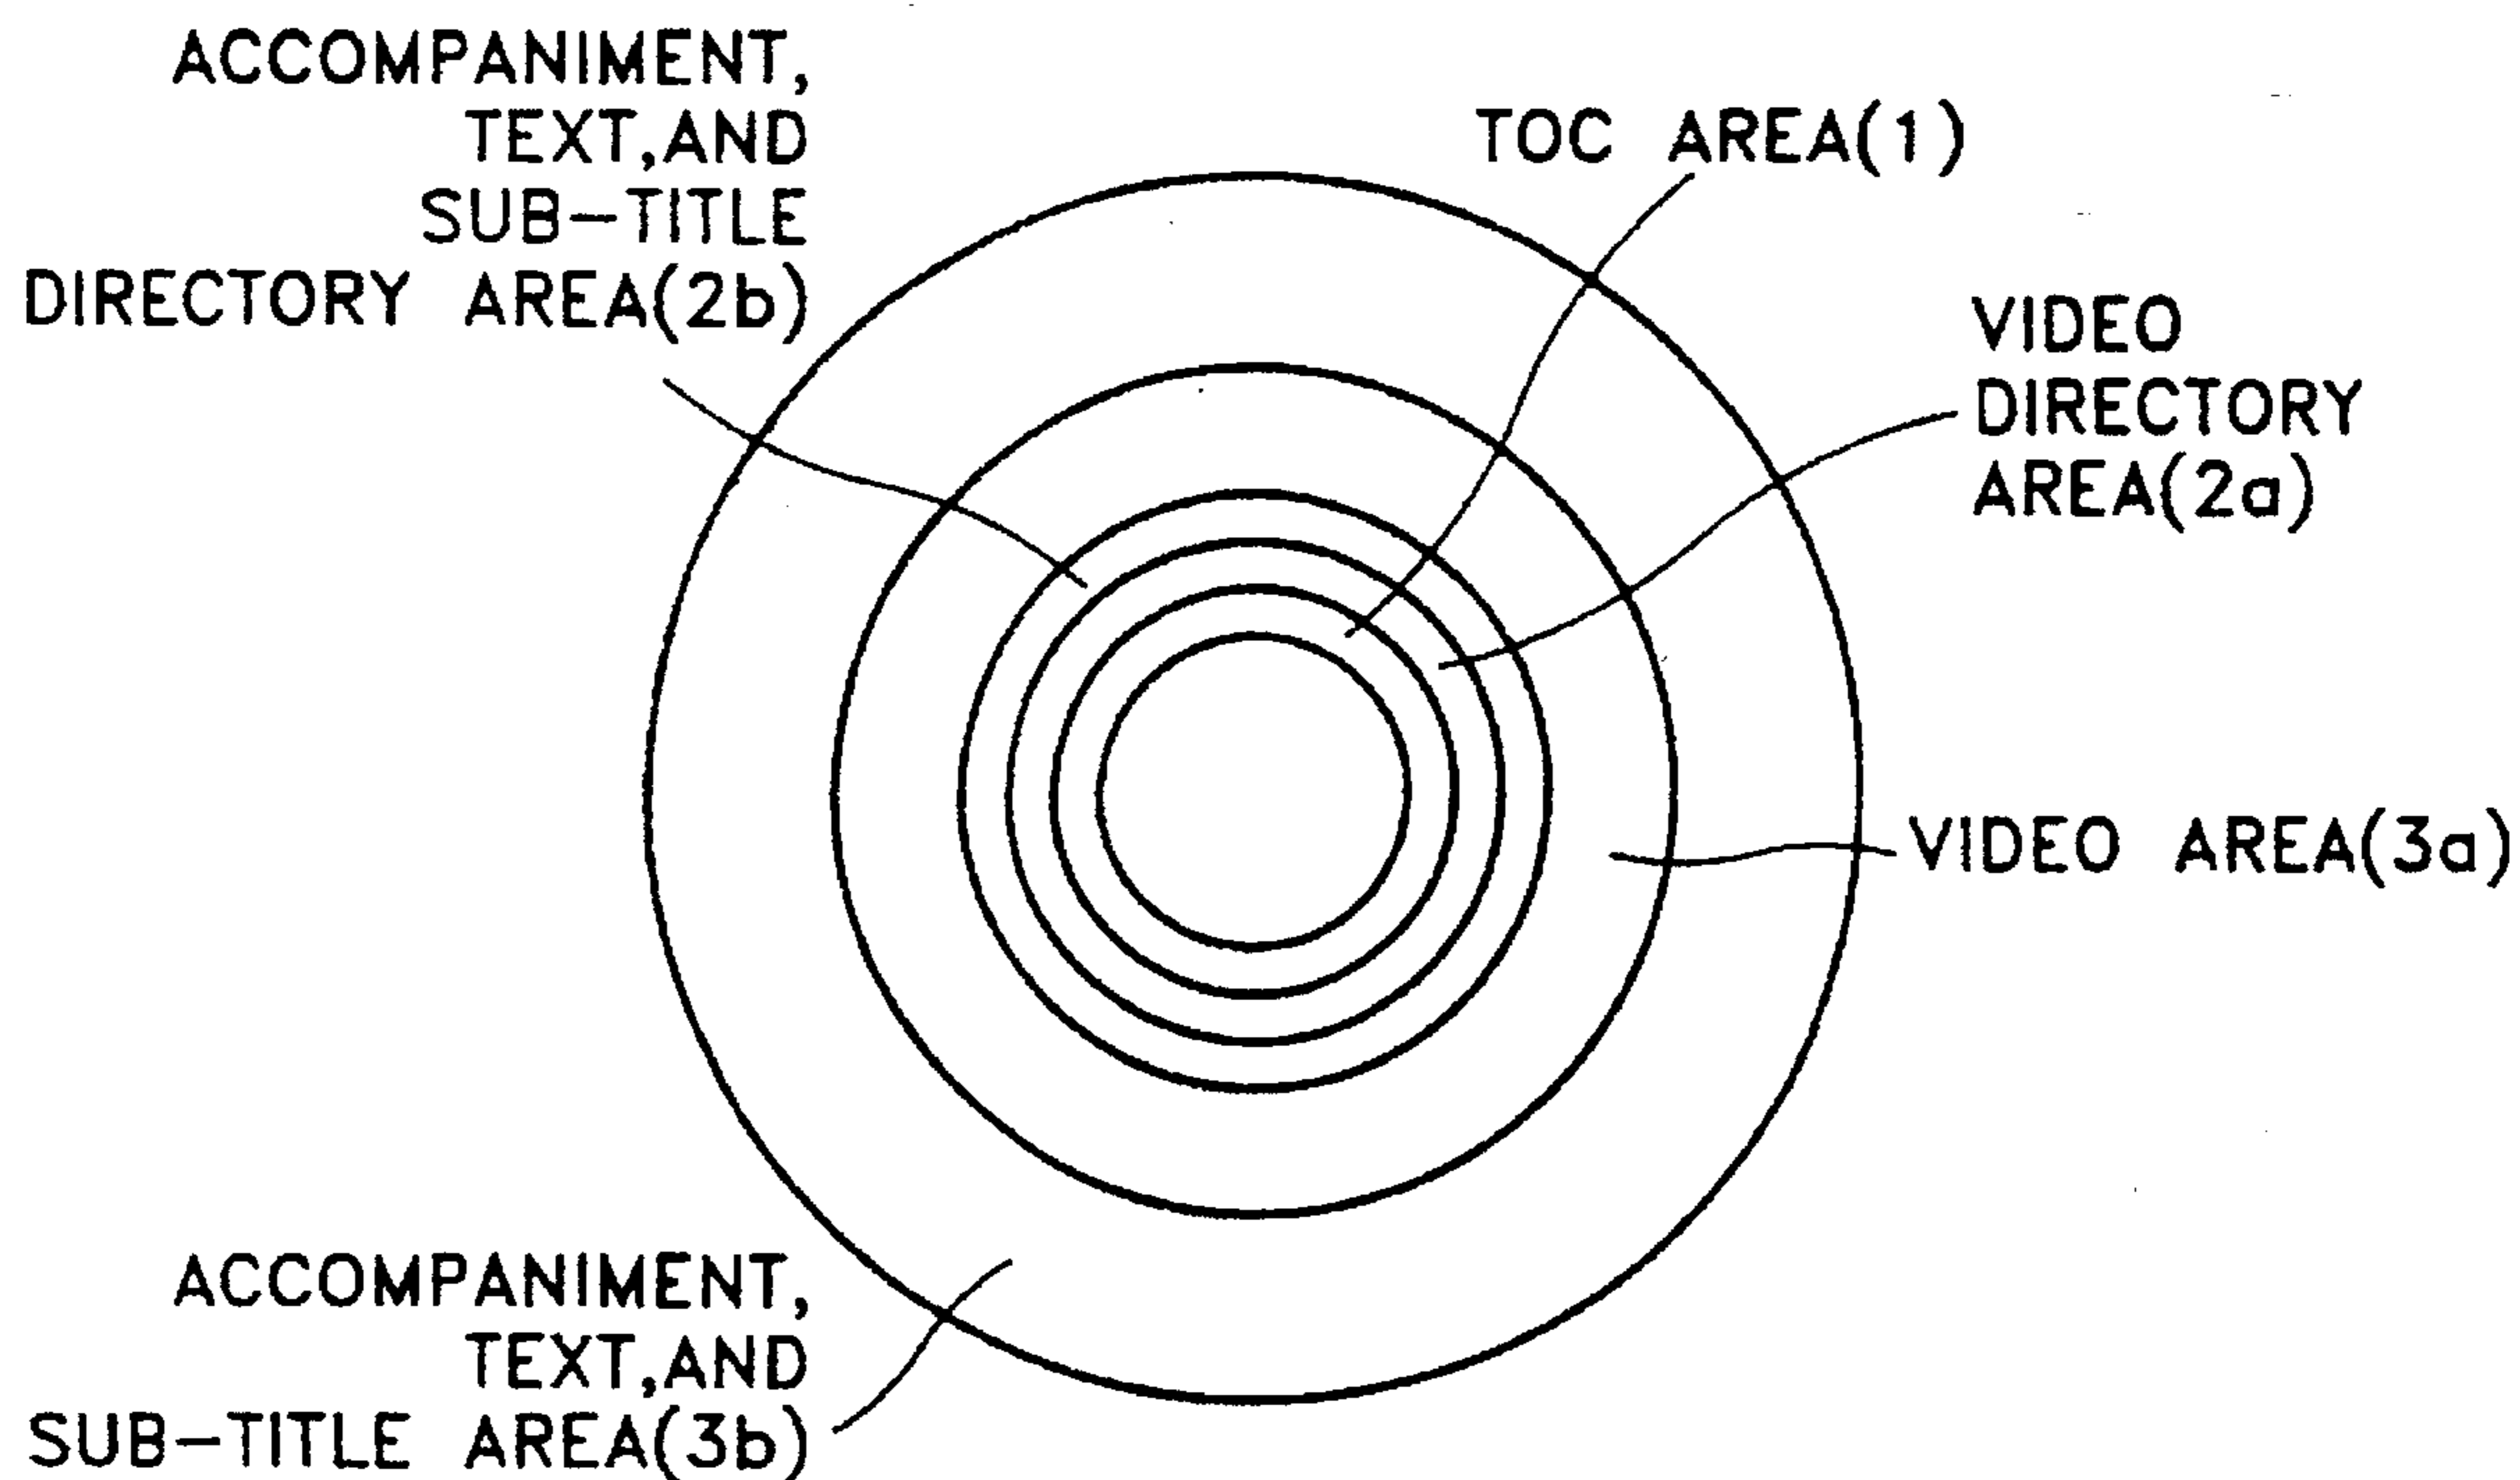 ACCOMPANIMENT,
TEXT,AND
SUB-TITLE
DIRECTORY AREA(2b)
TOC AREA(1)
VIDEO
DIRECTORY
AREA(2a)
VIDEO AREA(3a)
ACCOMPANIMENT,
TEXT,AND
SUB-TITLE AREA(3b)